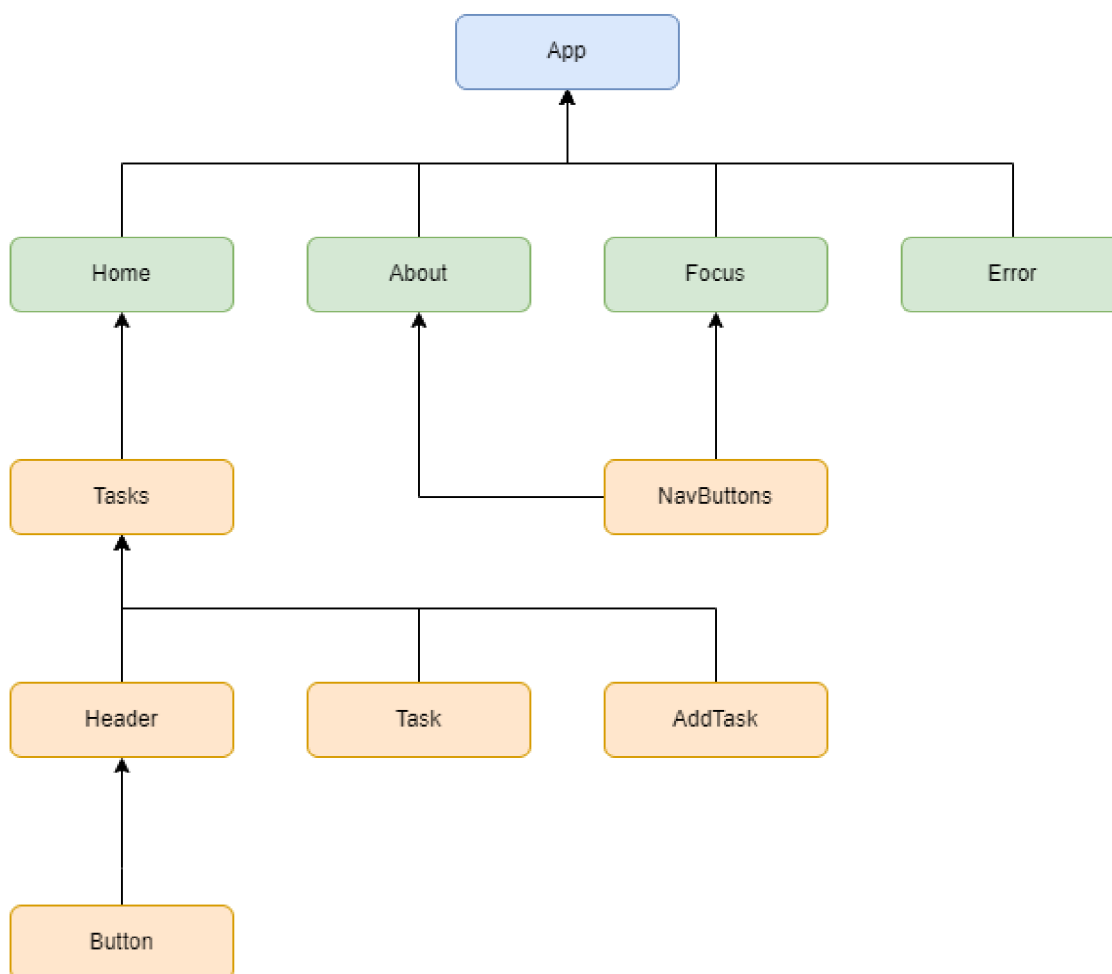 App
Home
About
Focus
Error
Tasks
NavButtons
Header
Task
AddTask
Button